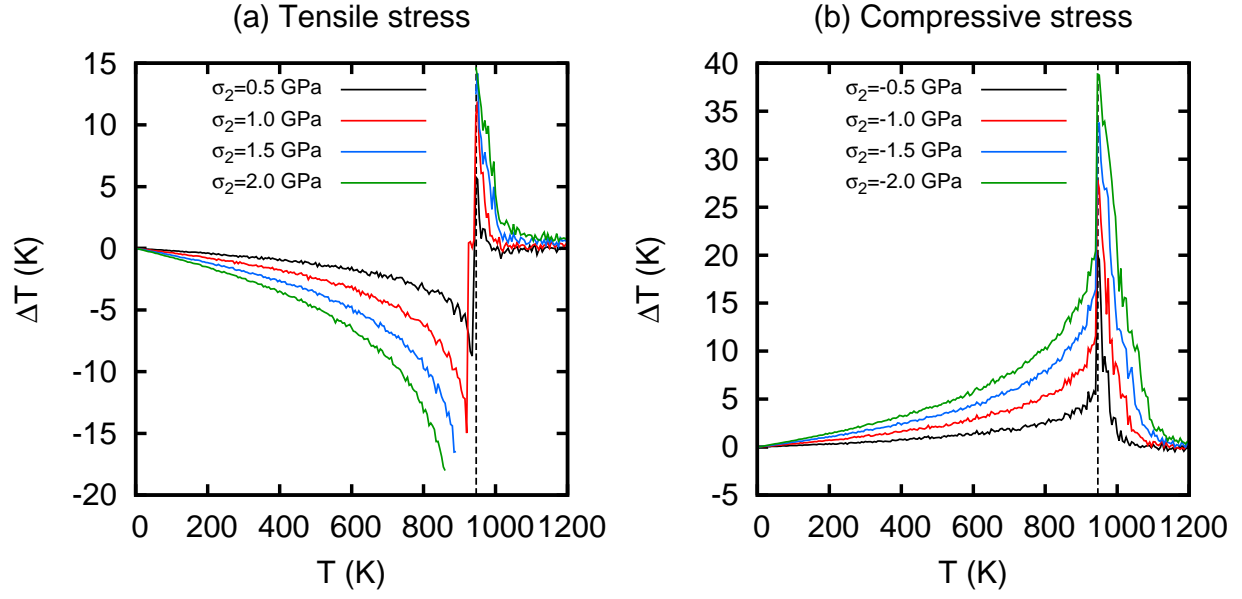 (a) Tensile stress
σ2=0.5 GPa
σ2=1.0 GPa
σ2=1.5 GPa
σ2=2.0 GPa
15
10
5
0
-5
-10
-15
-20
ΔT (K)
0 200 400 600 800 1000 1200
T (K)
(b) Compressive stress
σ2=-0.5 GPa
σ2=-1.0 GPa
σ2=-1.5 GPa
σ2=-2.0 GPa
40
35
30
25
20
15
10
5
0
-5
ΔT (K)
0 200 400 600 800 1000 1200
T (K)